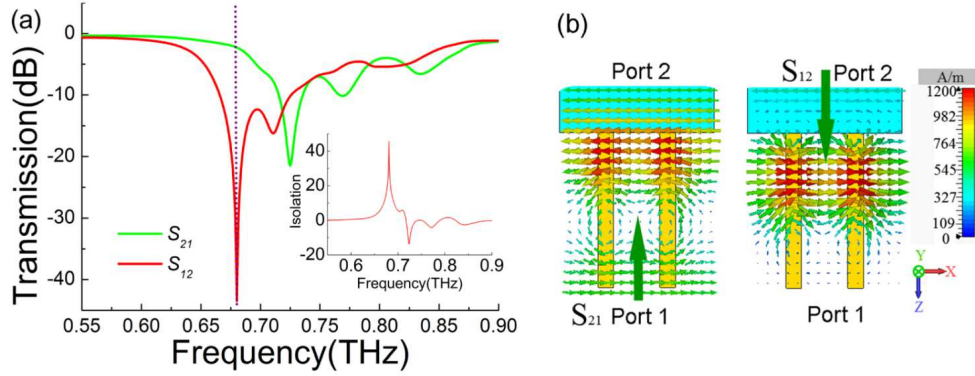 (a)
Transmission(dB)
0
-10
-20
-30
-40
S21
S12
Isolation
40
20
0
-20
0.6 0.7 0.8 0.9
Frequency(THz)
0.55 0.60 0.65 0.70 0.75 0.80 0.85 0.90
Frequency(THz)
(b)
Port 2
S12 Port 2
S21 Port 1
Port 1
A/m
1200
982
764
545
327
109
0
Y
X
Z